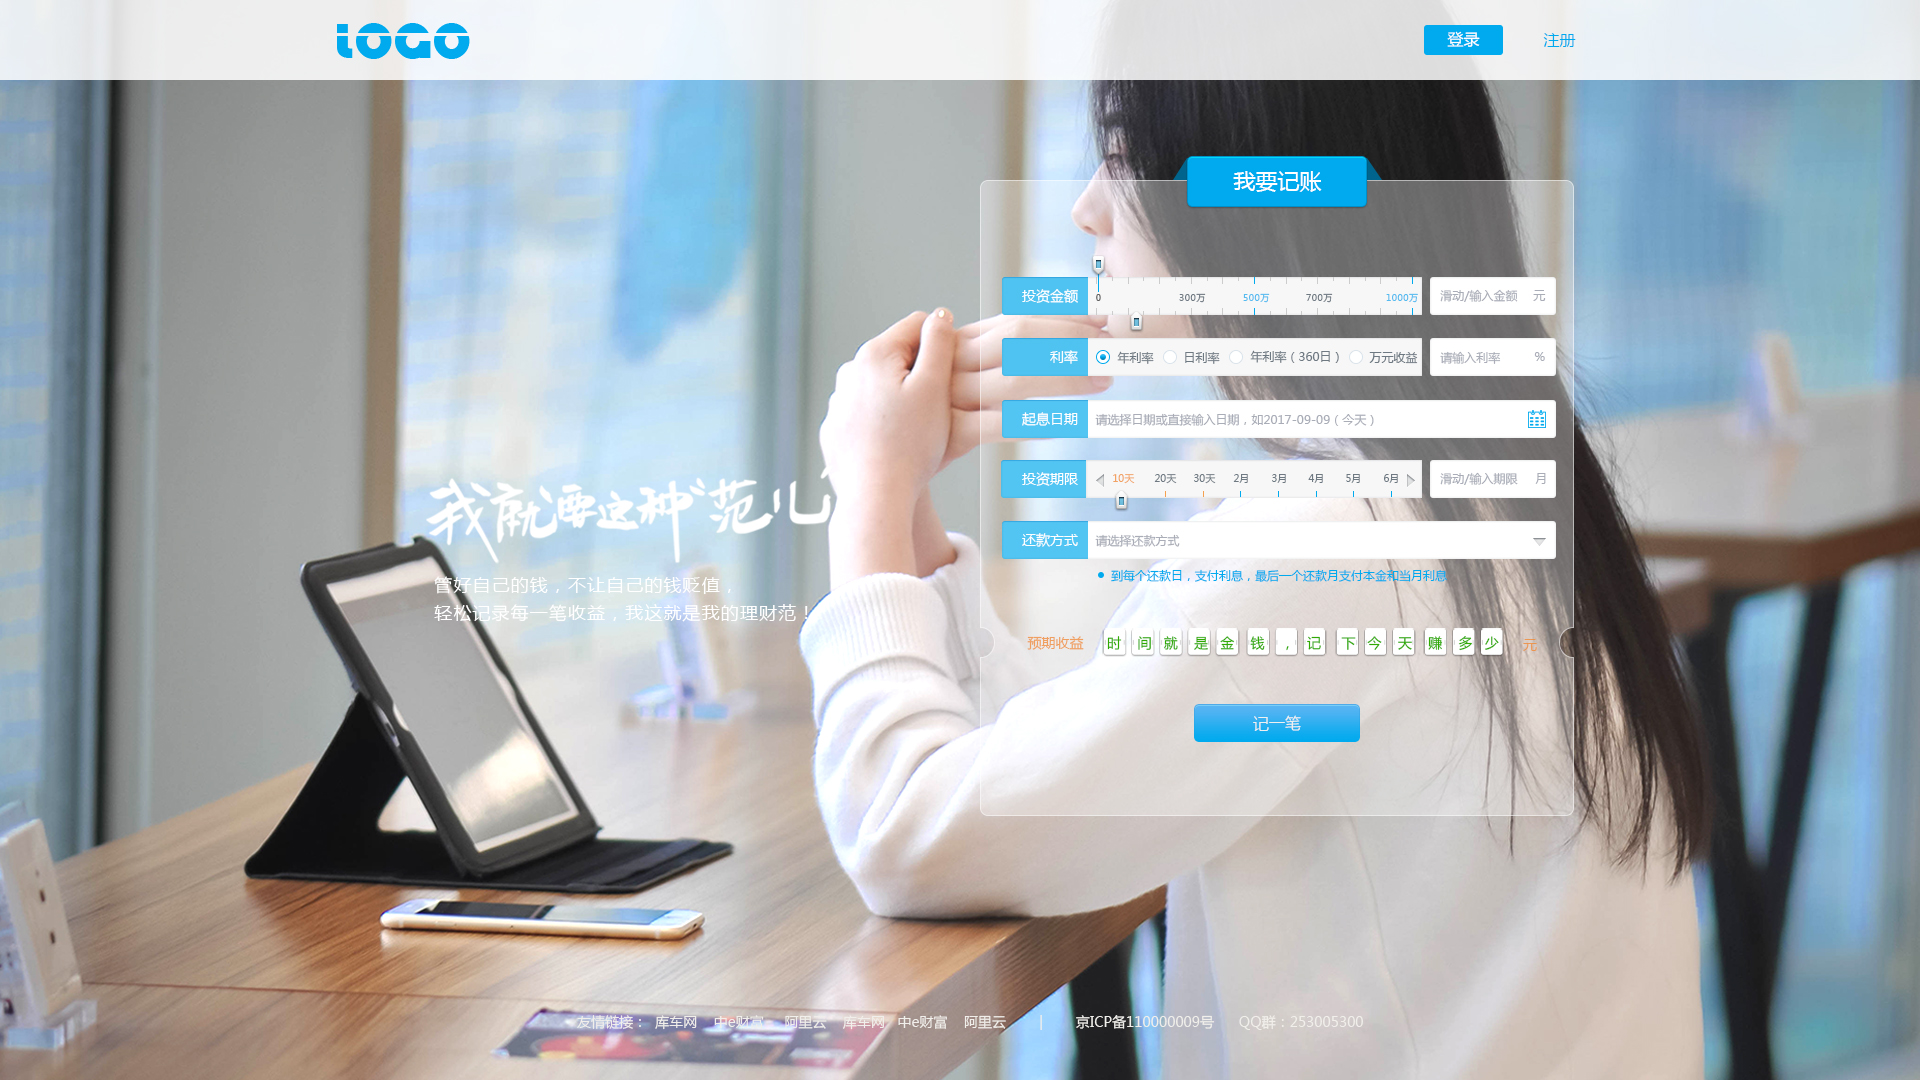 LOGO
登录 注册
我要记账
投资金额 0 300万 500万 700万 1000万 滑动/输入金额 元
利率 年利率 日利率 年利率（360日） 万元收益 请输入利率 %
起息日期 请选择日期或直接输入日期，如2017-09-09（今天）
投资期限 10天 20天 30天 2月 3月 4月 5月 6月 滑动/输入期限 月
还款方式 请选择还款方式
到每个还款日，支付利息，最后一个还款月支付本金和当月利息
预期收益 时间就是金钱，记下今天赚多少 元
记一笔
我就要这种"范儿
管好自己的钱，不让自己的钱贬值，
轻松记录每一笔收益，我这就是我的理财范！
友情链接： 库车网 中e财富 阿里云 库车网 中e财富 阿里云 | 京ICP备110000009号 QQ群：253005300